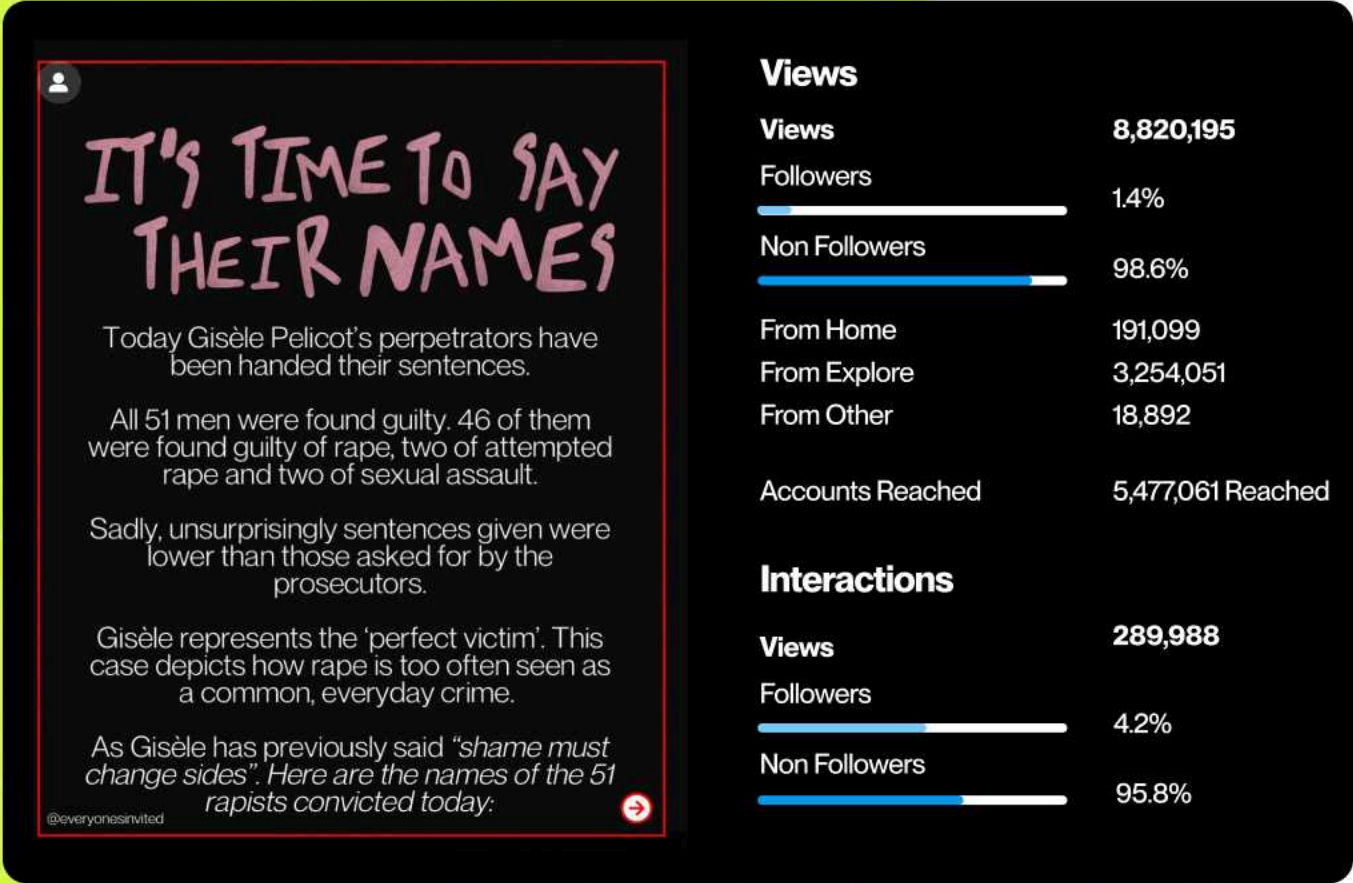 IT'S TIME TO SAY
THEIR NAMES
Today Gisèle Pelicot's perpetrators have
been handed their sentences.
All 51 men were found guilty. 46 of them
were found guilty of rape, two of attempted
rape and two of sexual assault.
Sadly, unsurprisingly sentences given were
lower than those asked for by the
prosecutors.
Gisèle represents the ‘perfect victim’. This
case depicts how rape is too often seen as
a common, everyday crime.
As Gisèle has previously said “shame must
change sides”. Here are the names of the 51
rapists convicted today:
@everyonesinvited
Views
Views 8,820,195
Followers
1.4%
Non Followers
98.6%
From Home 191,099
From Explore 3,254,051
From Other 18,892
Accounts Reached 5,477,061 Reached
Interactions
Views 289,988
Followers
4.2%
Non Followers
95.8%